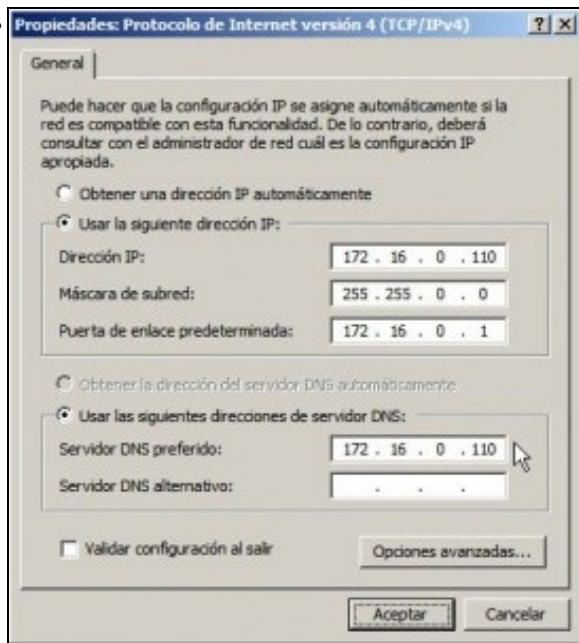 Propiedades: Protocolo de Internet versión 4 (TCP/IPv4)
General
Puede hacer que la configuración IP se asigne automáticamente si la
red es compatible con esta funcionalidad. De lo contrario, deberá
consultar con el administrador de red cuál es la configuración IP
apropiada.
Obtener una dirección IP automáticamente
Usar la siguiente dirección IP:
Dirección IP: 172 . 16 . 0 . 110
Máscara de subred: 255 . 255 . 0 . 0
Puerta de enlace predeterminada: 172 . 16 . 0 . 1
Obtener la dirección del servidor DNS automáticamente
Usar las siguientes direcciones de servidor DNS:
Servidor DNS preferido: 172 . 16 . 0 . 110
Servidor DNS alternativo: . . .
Validar configuración al salir Opciones avanzadas...
Aceptar Cancelar